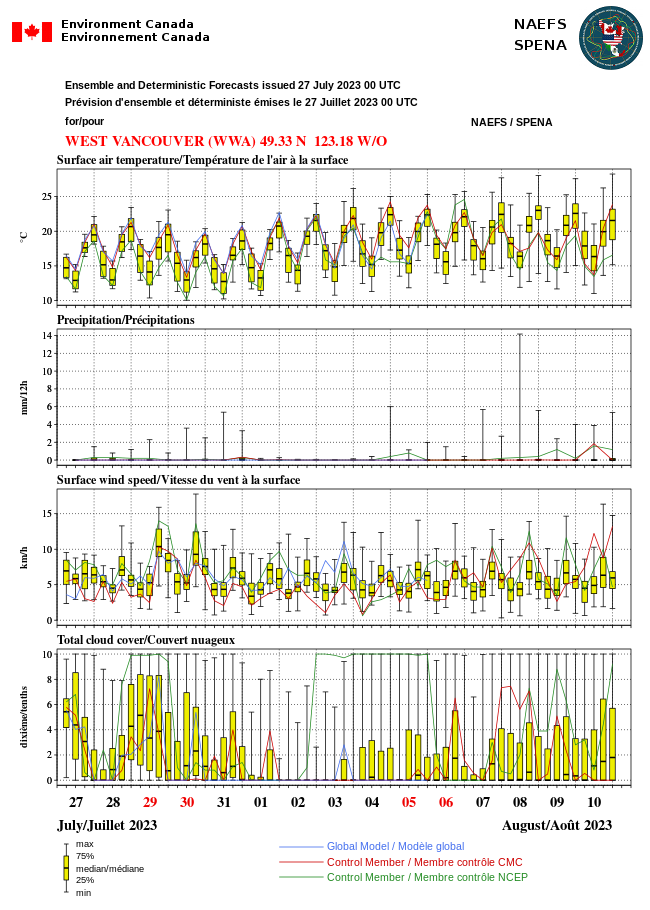 Environment Canada
Environnement Canada
NAEFS
SPENA
Ensemble and Deterministic Forecasts issued 27 July 2023 00 UTC
Prévision d'ensemble et déterministe émises le 27 Juillet 2023 00 UTC
for/pour
NAEFS / SPENA
WEST VANCOUVER (WWA) 49.33 N 123.18 W/O
Surface air temperature/Température de l'air à la surface
25
20
15
10
°C
Precipitation/Précipitations
14
12
10
8
6
4
2
0
mm/12h
Surface wind speed/Vitesse du vent à la surface
15
10
5
0
km/h
Total cloud cover/Couvert nuageux
10
8
6
4
2
0
dixième/tenths
27 28 29 30 31 01 02 03 04 05 06 07 08 09 10
July/Juillet 2023
August/Août 2023
max
75%
median/médiane
25%
min
Global Model / Modèle global
Control Member / Membre contrôle CMC
Control Member / Membre contrôle NCEP